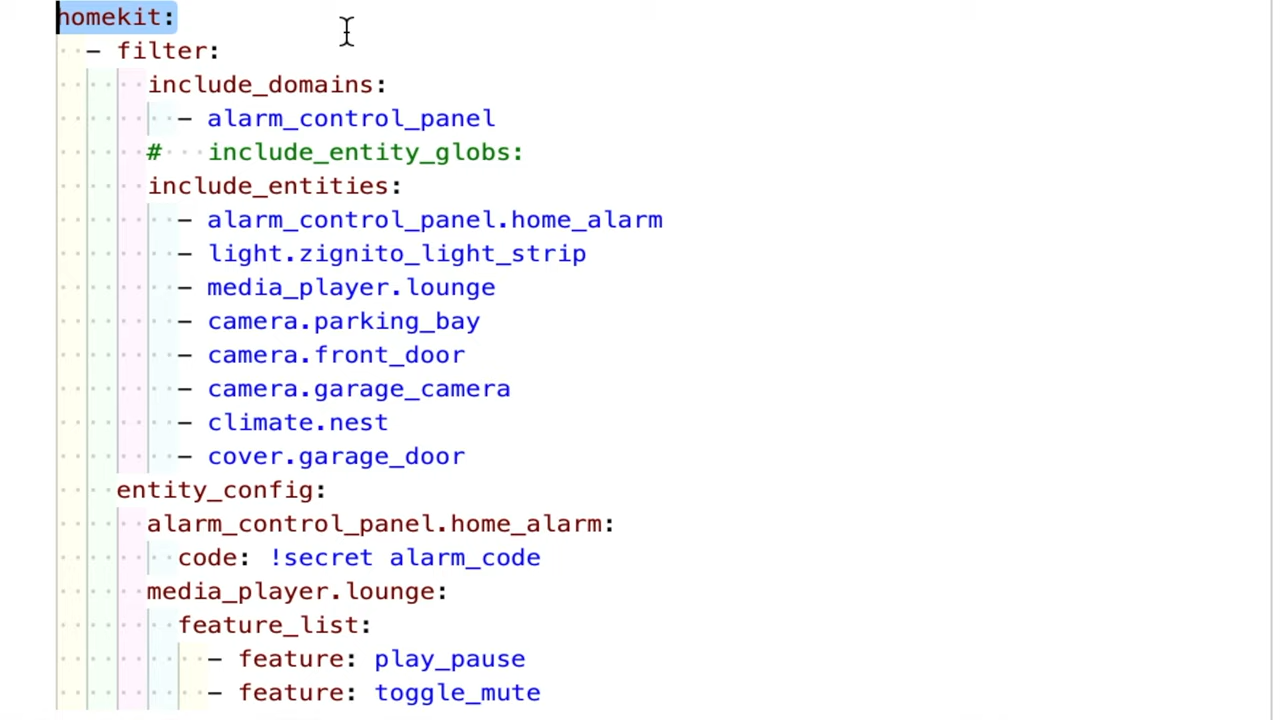 homekit:
  - filter:
      include_domains:
        - alarm_control_panel
      #   include_entity_globs:
      include_entities:
        - alarm_control_panel.home_alarm
        - light.zignito_light_strip
        - media_player.lounge
        - camera.parking_bay
        - camera.front_door
        - camera.garage_camera
        - climate.nest
        - cover.garage_door
    entity_config:
      alarm_control_panel.home_alarm:
        code: !secret alarm_code
      media_player.lounge:
        feature_list:
          - feature: play_pause
          - feature: toggle_mute